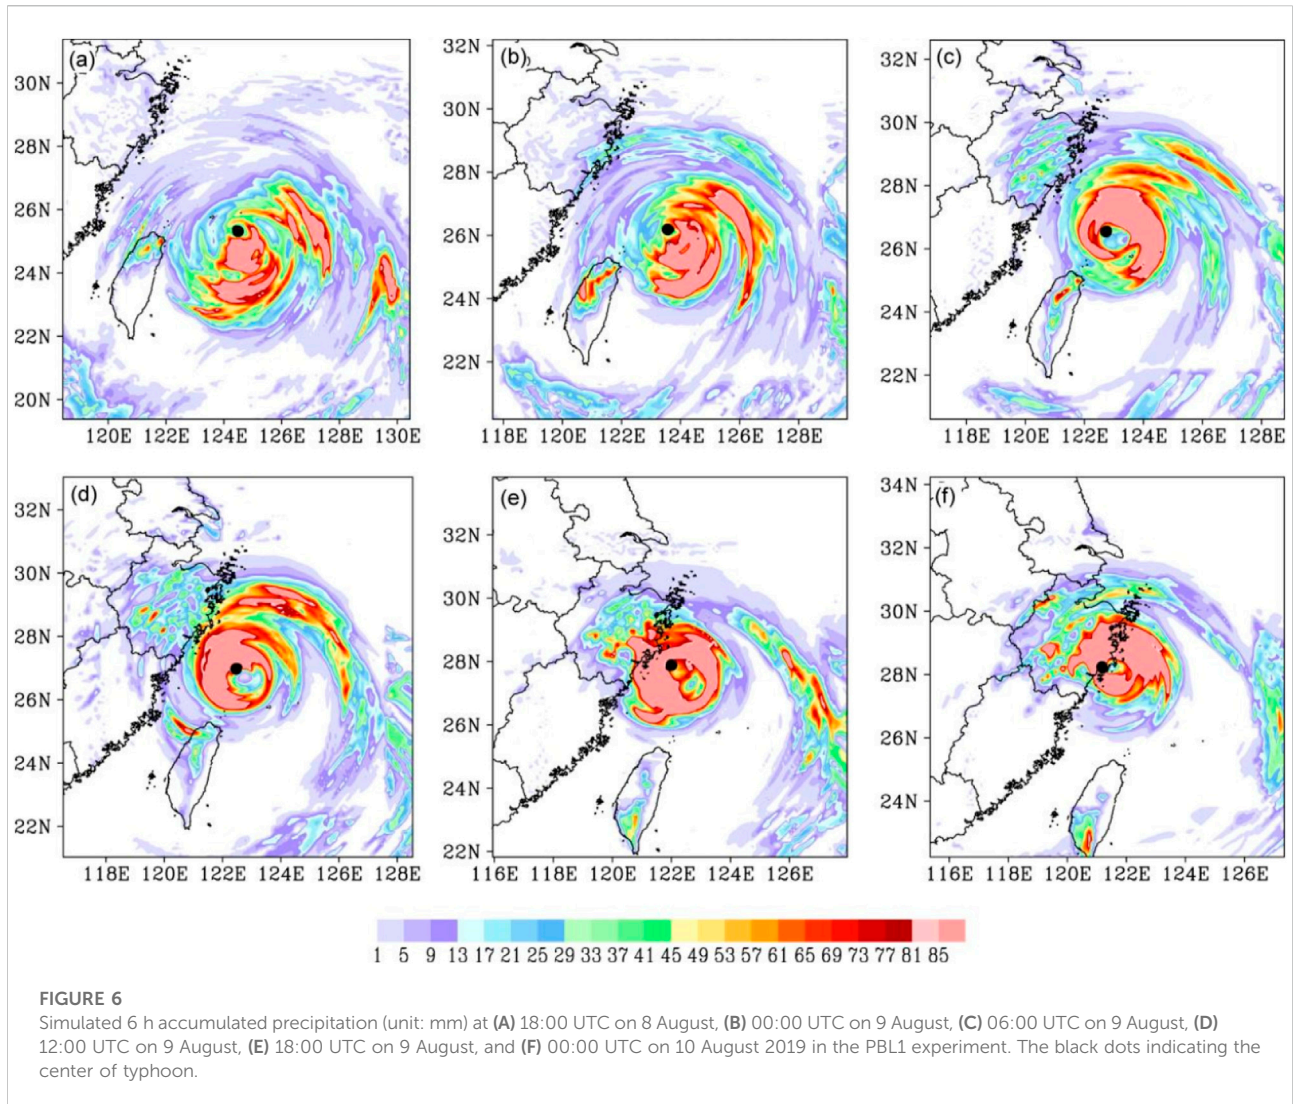 (a)
30N
28N
26N
24N
22N
20N
120E 122E 124E 126E 128E 130E
(b)
32N
30N
28N
26N
24N
22N
118E 120E 122E 124E 126E 128E
(c)
32N
30N
28N
26N
24N
22N
118E 120E 122E 124E 126E 128E
(d)
32N
30N
28N
26N
24N
22N
118E 120E 122E 124E 126E 128E
(e)
34N
32N
30N
28N
26N
24N
22N
116E 118E 120E 122E 124E 126E
(f)
34N
32N
30N
28N
26N
24N
116E 118E 120E 122E 124E 126E
1 5 9 13 17 21 25 29 33 37 41 45 49 53 57 61 65 69 73 77 81 85
FIGURE 6
Simulated 6 h accumulated precipitation (unit: mm) at (A) 18:00 UTC on 8 August, (B) 00:00 UTC on 9 August, (C) 06:00 UTC on 9 August, (D)
12:00 UTC on 9 August, (E) 18:00 UTC on 9 August, and (F) 00:00 UTC on 10 August 2019 in the PBL1 experiment. The black dots indicating the
center of typhoon.